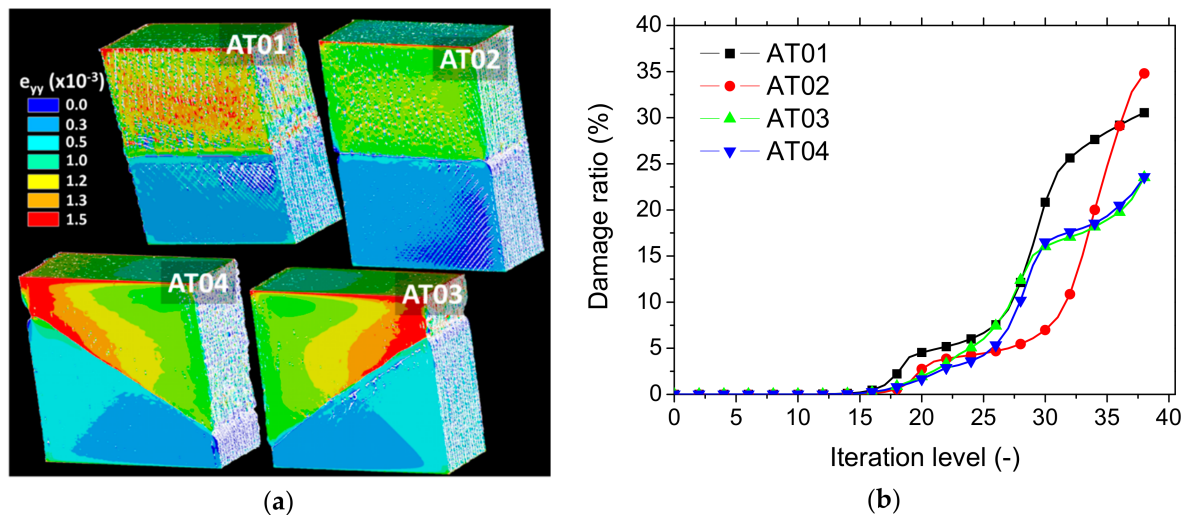 AT01
AT02
e_yy (x10^-3)
0.0
0.3
0.5
1.0
1.2
1.3
1.5
AT04
AT03
(a)
40
35
30
25
20
15
10
5
0
Damage ratio (%)
AT01
AT02
AT03
AT04
0 5 10 15 20 25 30 35 40
Iteration level (-)
(b)